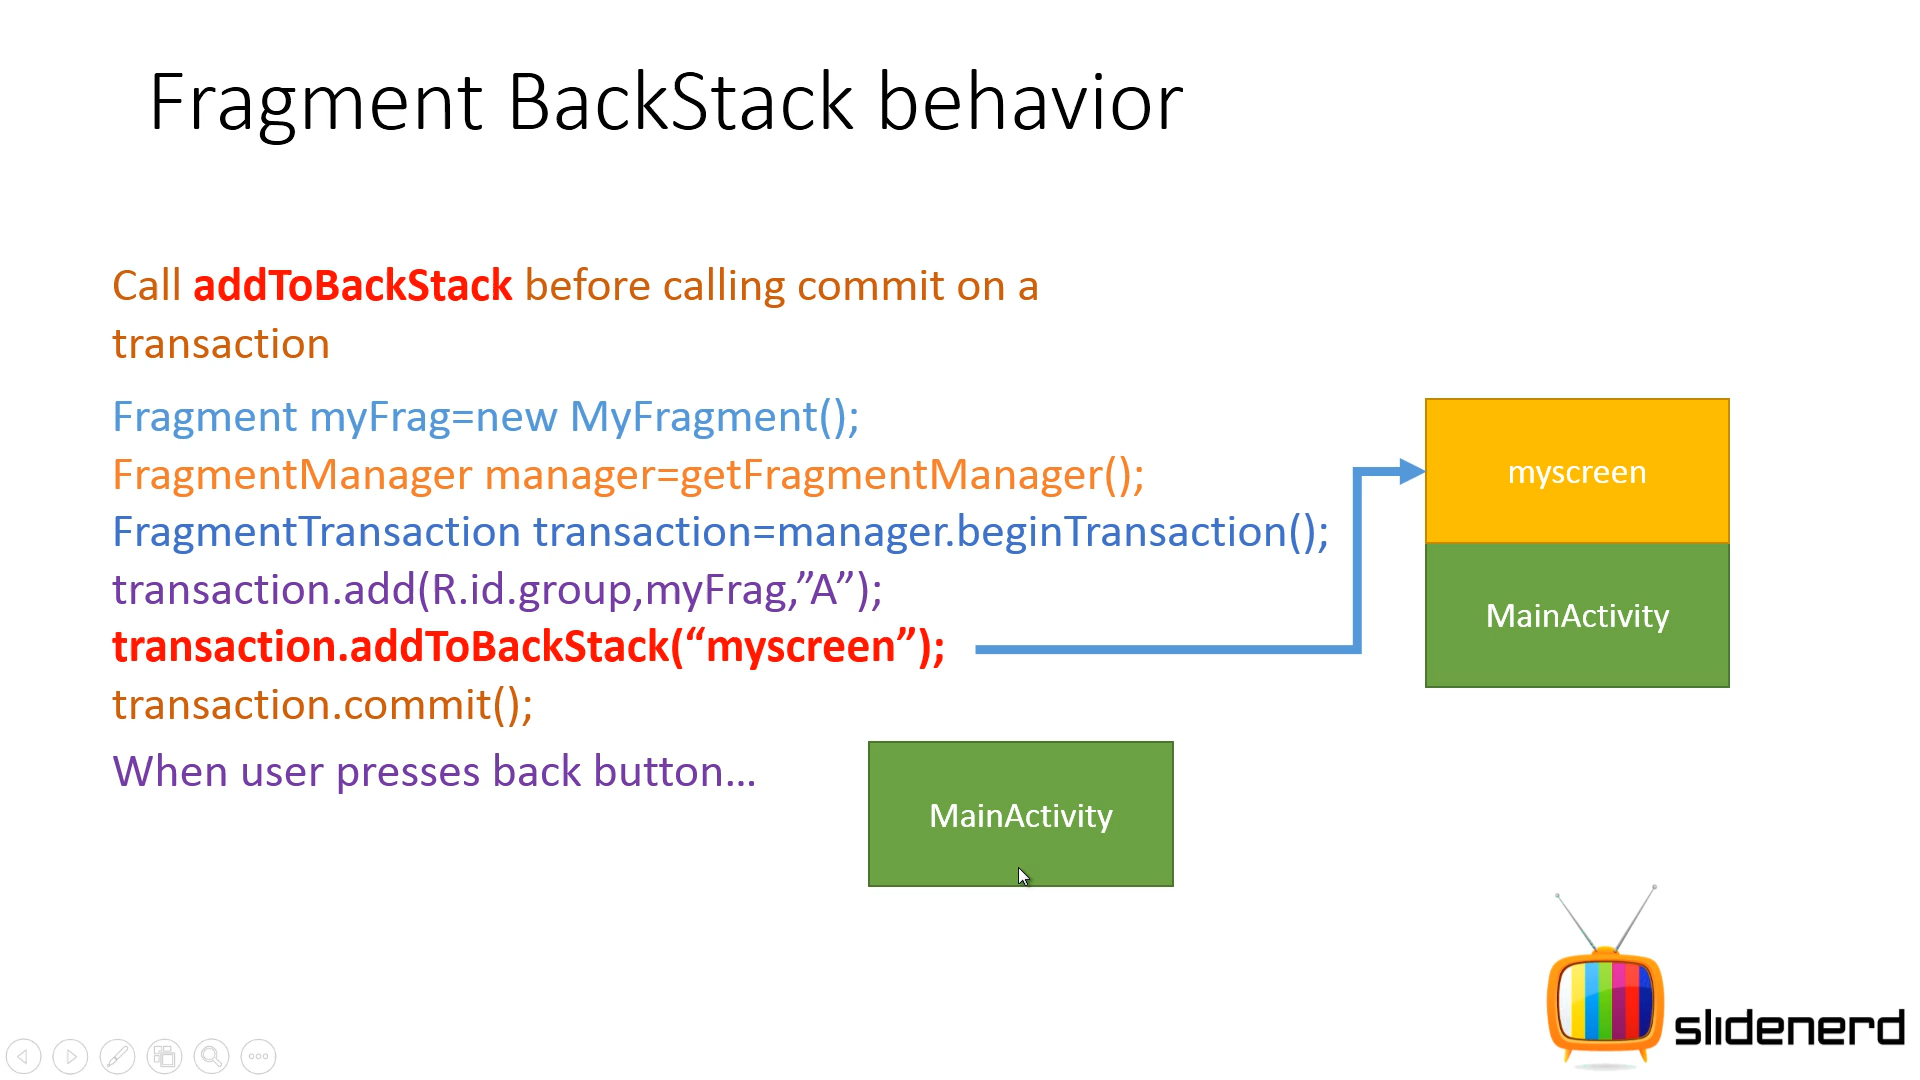 Fragment BackStack behavior
Call addToBackStack before calling commit on a
transaction
Fragment myFrag=new MyFragment();
FragmentManager manager=getFragmentManager();
FragmentTransaction transaction=manager.beginTransaction();
transaction.add(R.id.group,myFrag,”A”);
transaction.addToBackStack(“myscreen”);
transaction.commit();
When user presses back button…
myscreen
MainActivity
MainActivity
slidenerd